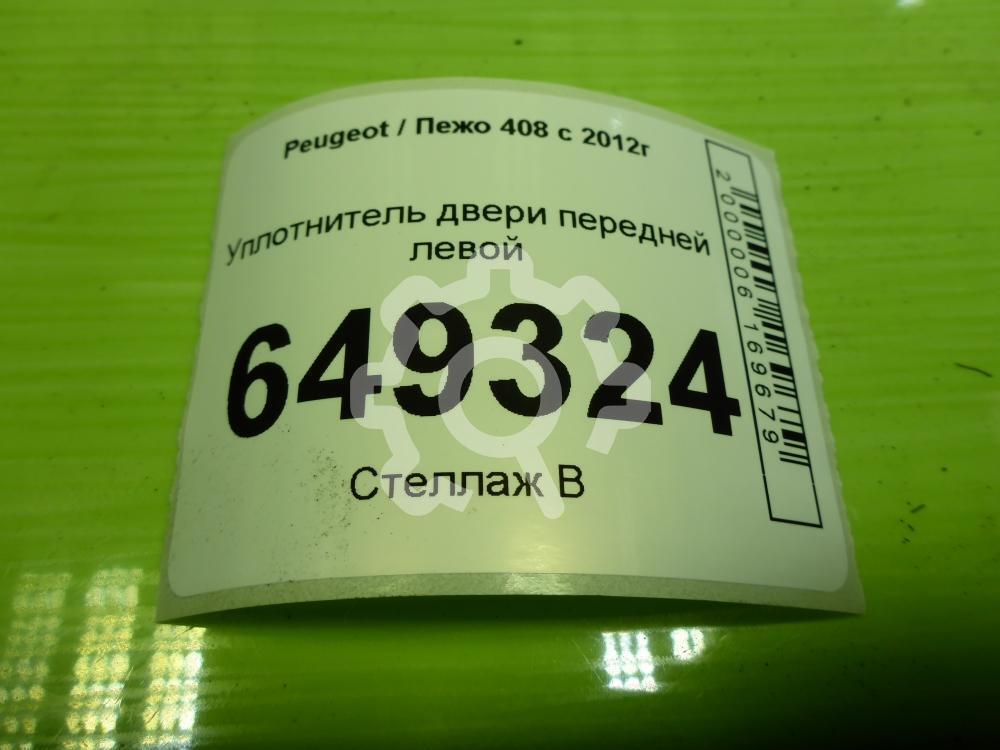 Peugeot / Пежо 408 с 2012г
Уплотнитель двери передней
левой
649324
Стеллаж В
2000006169679